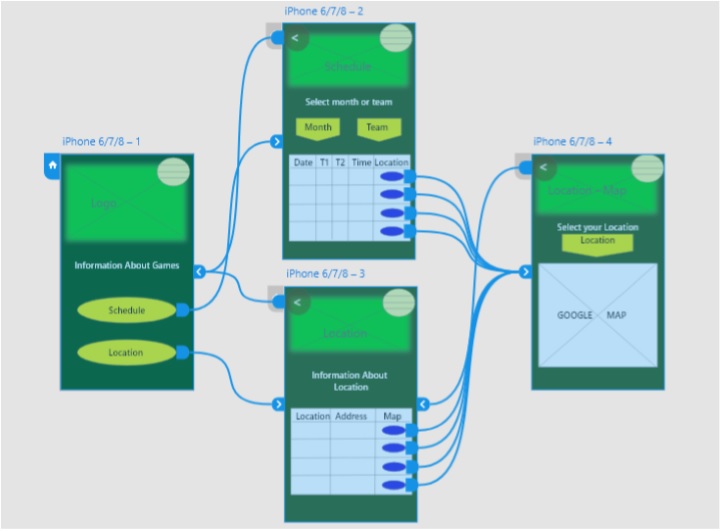 iPhone 6/7/8 – 1
Logo
Information About Games
Schedule
Location
iPhone 6/7/8 – 2
<
Schedule
Select month or team
Month Team
Date T1 T2 Time Location
iPhone 6/7/8 – 3
<
Location
Information About
Location
Location Address Map
iPhone 6/7/8 – 4
<
Location -Map
Select your Location
Location
GOOGLE MAP